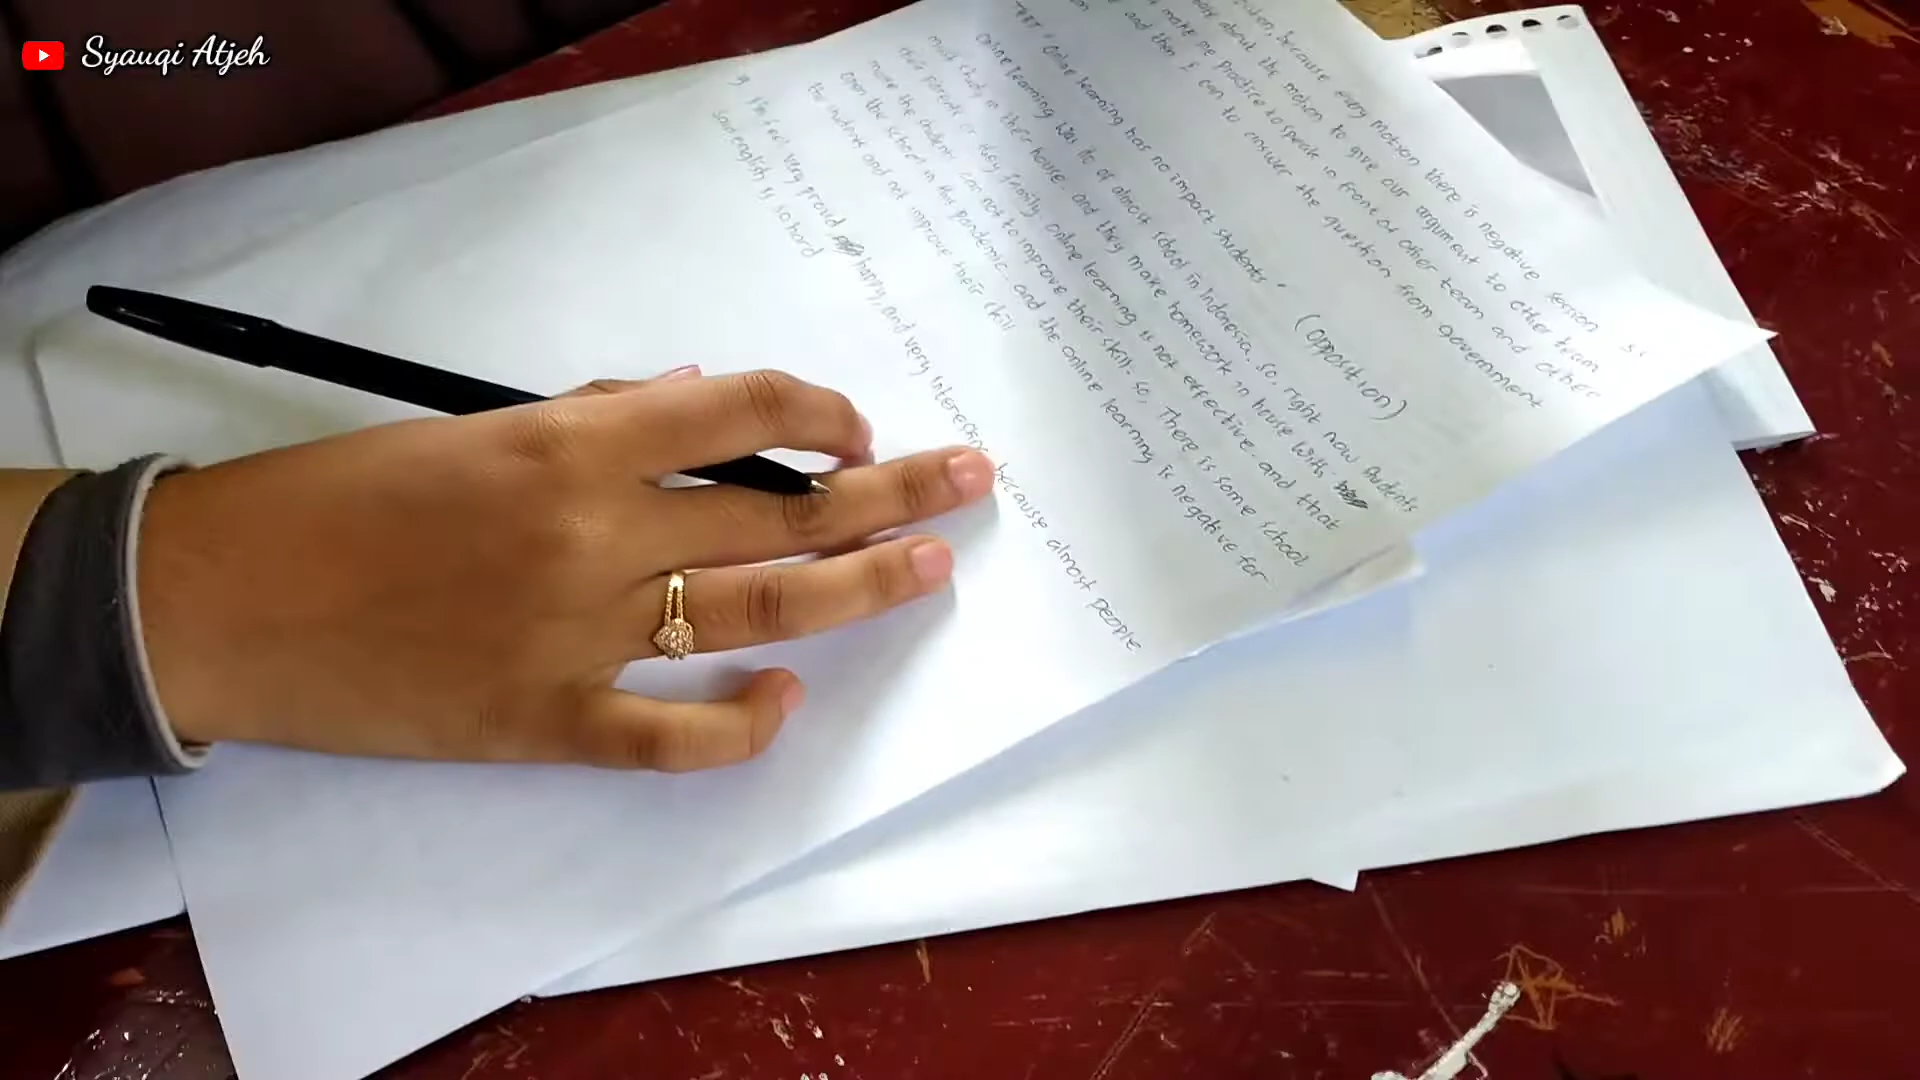 Syauqi Atjeh
because every motion there is negative session
about the motion to give our argument to other team
make me practice to speak in front of other team and other
and then I can to answer the question from government
"Online learning has no impact students" (opposition)
Online learning was do of almost school in Indonesia. So, right now students
must study in their house and they make homework in house with
their parents or they family. online learning is not effective and that
make the student can not to improve their skill. so, There is some school
open the school in this pandemic. and the online learning is negative for
the student and not improve their skill
9 I'm feel very proud happy, and very because almost people
said english is so hard